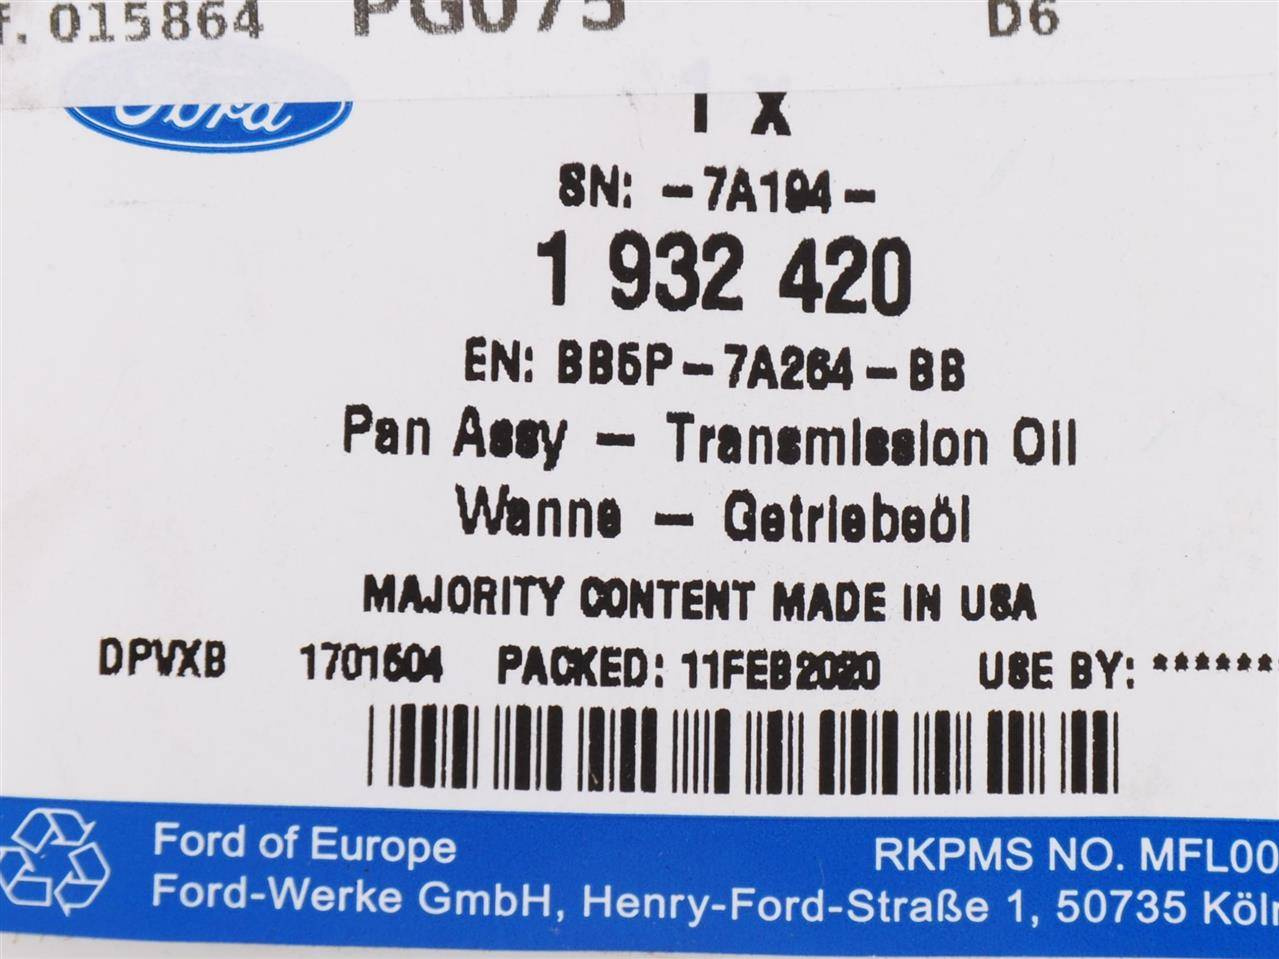 015864 PG075 D6
Ford
1 X
SN: -7A194-
1 932 420
EN: BB5P-7A264-BB
Pan Assy - Transmission Oil
Wanne - Getriebeöl
MAJORITY CONTENT MADE IN USA
DPVXB 1701604 PACKED: 11FEB2020 USE BY: *******
Ford of Europe RKPMS NO. MFL00
Ford-Werke GmbH, Henry-Ford-Straße 1, 50735 Köln